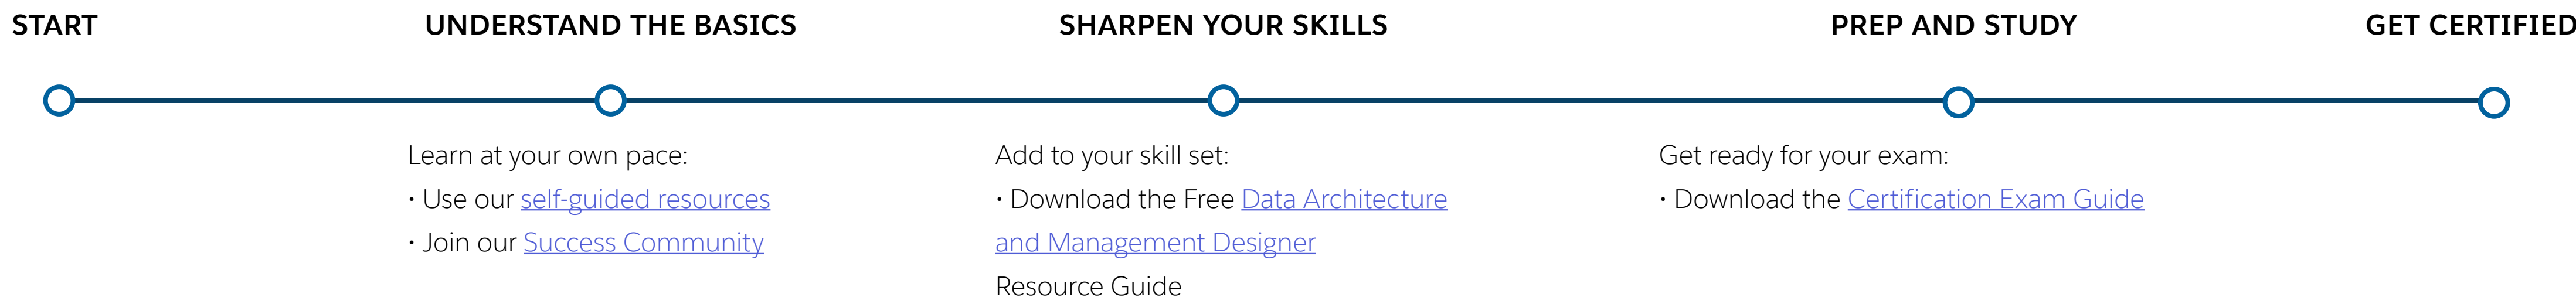 START
UNDERSTAND THE BASICS
SHARPEN YOUR SKILLS
PREP AND STUDY
GET CERTIFIED
Learn at your own pace:
• Use our self-guided resources
• Join our Success Community
Add to your skill set:
• Download the Free Data Architecture
and Management Designer
Resource Guide
Get ready for your exam:
• Download the Certification Exam Guide